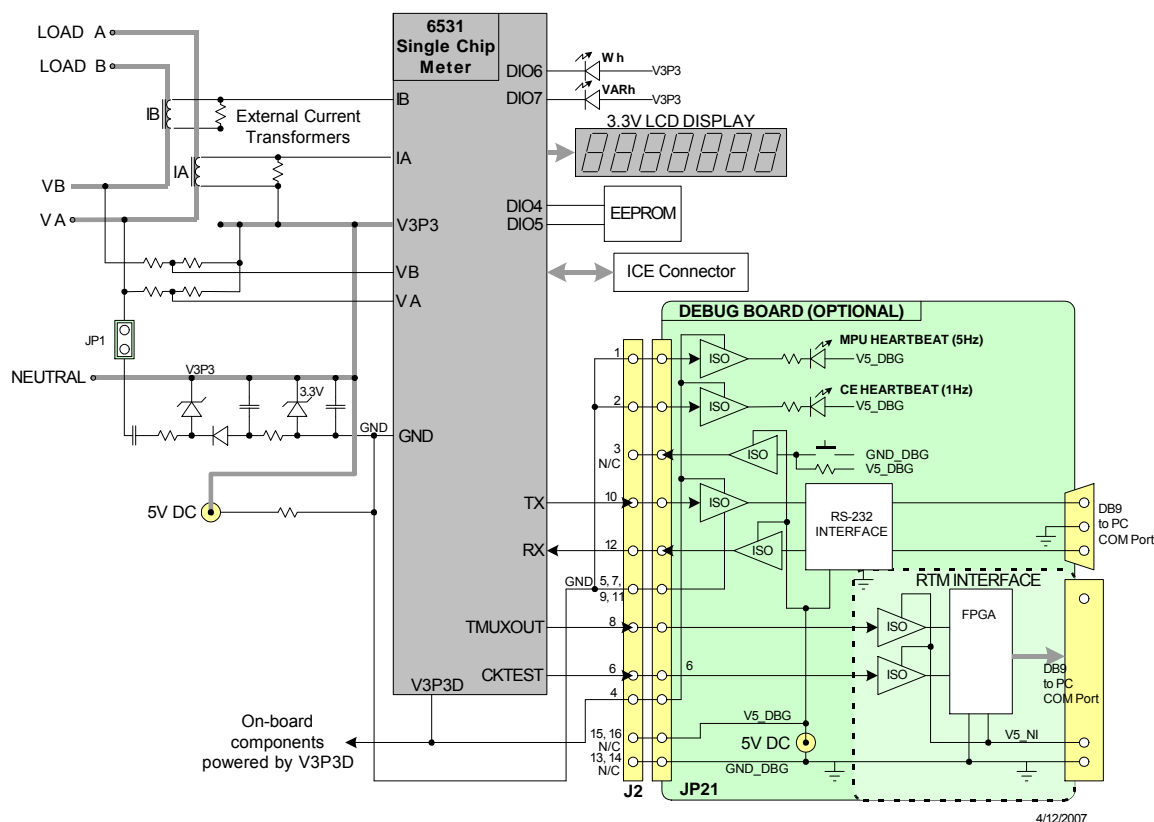 LOAD A
LOAD B
6531
Single Chip
Meter
DIO6
Wh
V3P3
DIO7
VARh
V3P3
3.3V LCD DISPLAY
IB
IB
External Current
Transformers
IA
IA
VB
VA
V3P3
DIO4
DIO5
EEPROM
VB
VA
ICE Connector
JP1
NEUTRAL
V3P3
3.3V
GND
GND
5V DC
DEBUG BOARD (OPTIONAL)
1
ISO
MPU HEARTBEAT (5Hz)
V5_DBG
2
ISO
CE HEARTBEAT (1Hz)
V5_DBG
3
N/C
ISO
GND_DBG
V5_DBG
TX
10
ISO
RS-232
INTERFACE
DB9
to PC
COM Port
RX
12
ISO
GND
5, 7,
9, 11
RTM INTERFACE
TMUXOUT
8
ISO
FPGA
CKTEST
6
6
ISO
DB9
to PC
COM Port
V3P3D
4
On-board
components
powered by V3P3D
15, 16
N/C
V5_DBG
5V DC
V5_NI
13, 14
N/C
GND_DBG
J2
JP21
4/12/2007